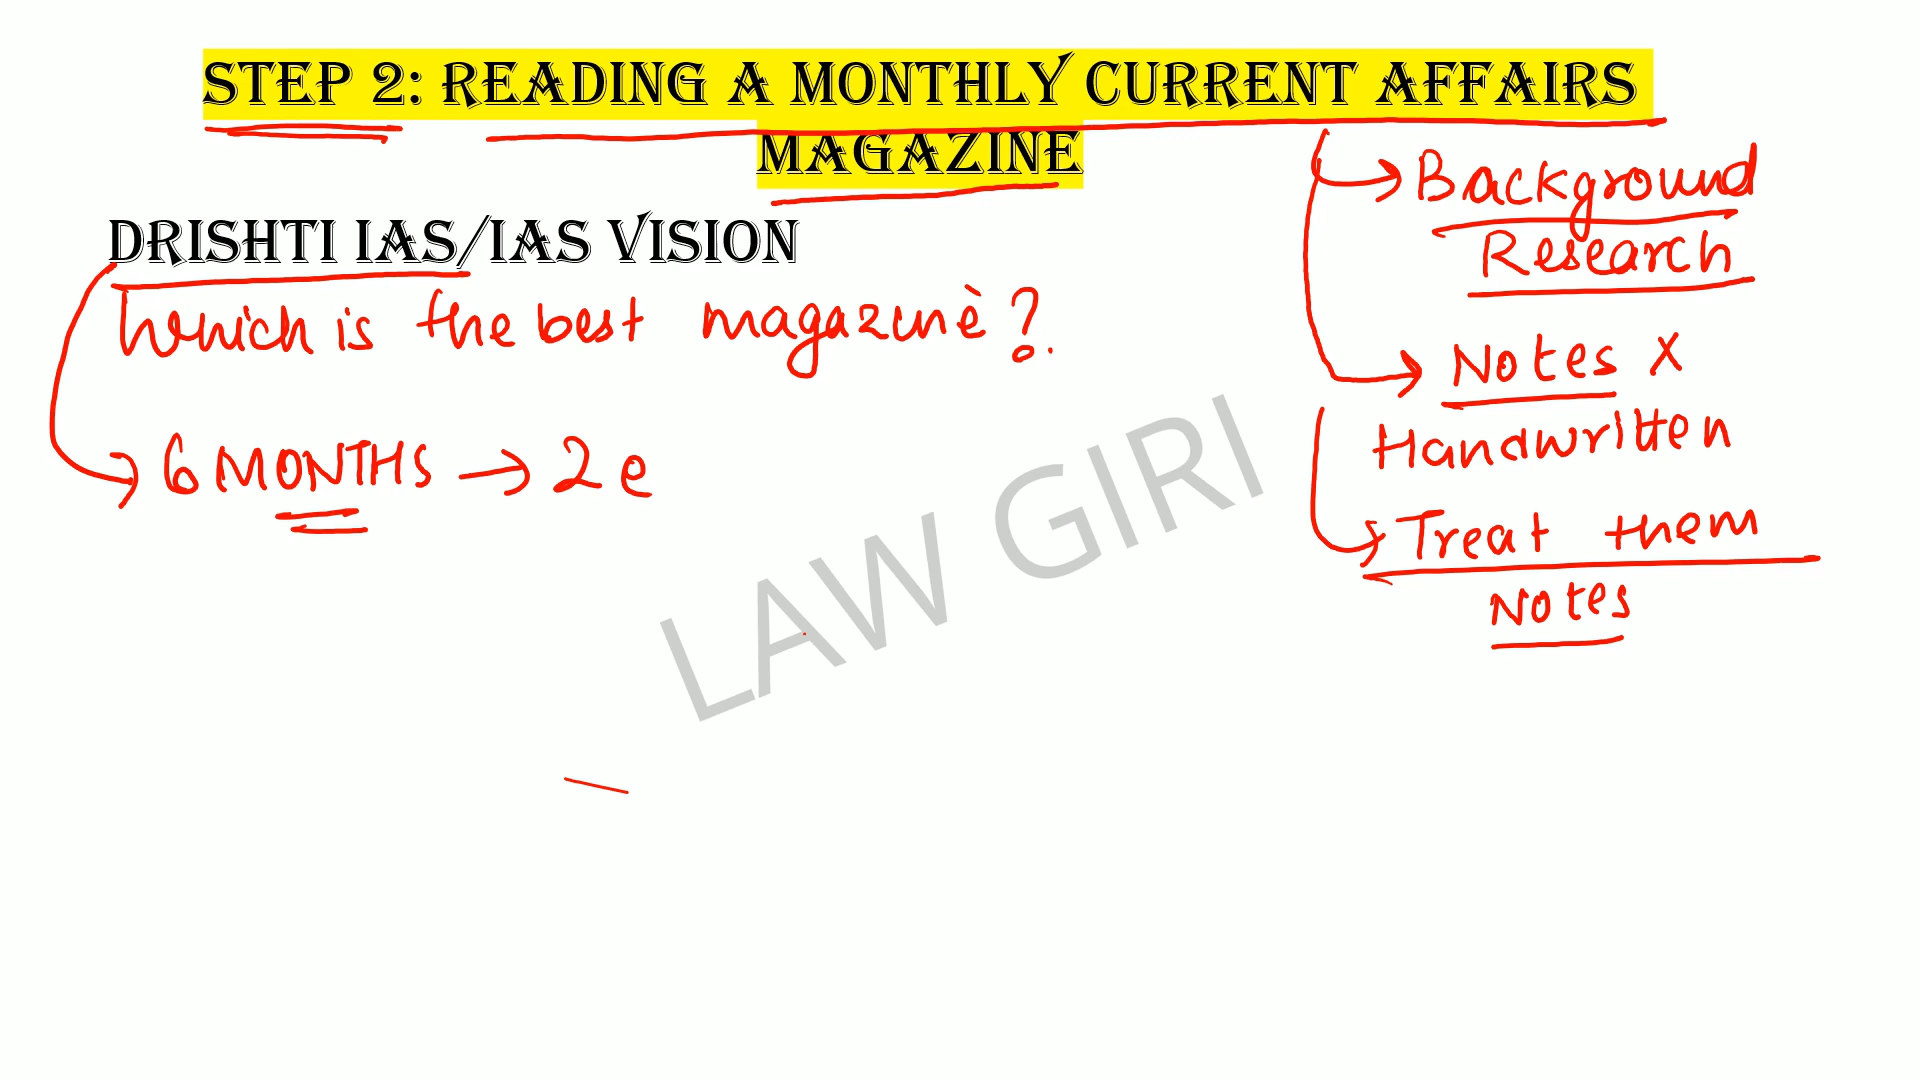 STEP 2: READING A MONTHLY CURRENT AFFAIRS
MAGAZINE
DRISHTI IAS/IAS VISION
Which is the best magazine?
6 MONTHS → 2 e
Background
Research
Notes X
Handwritten
Treat them
Notes
LAW GIRI